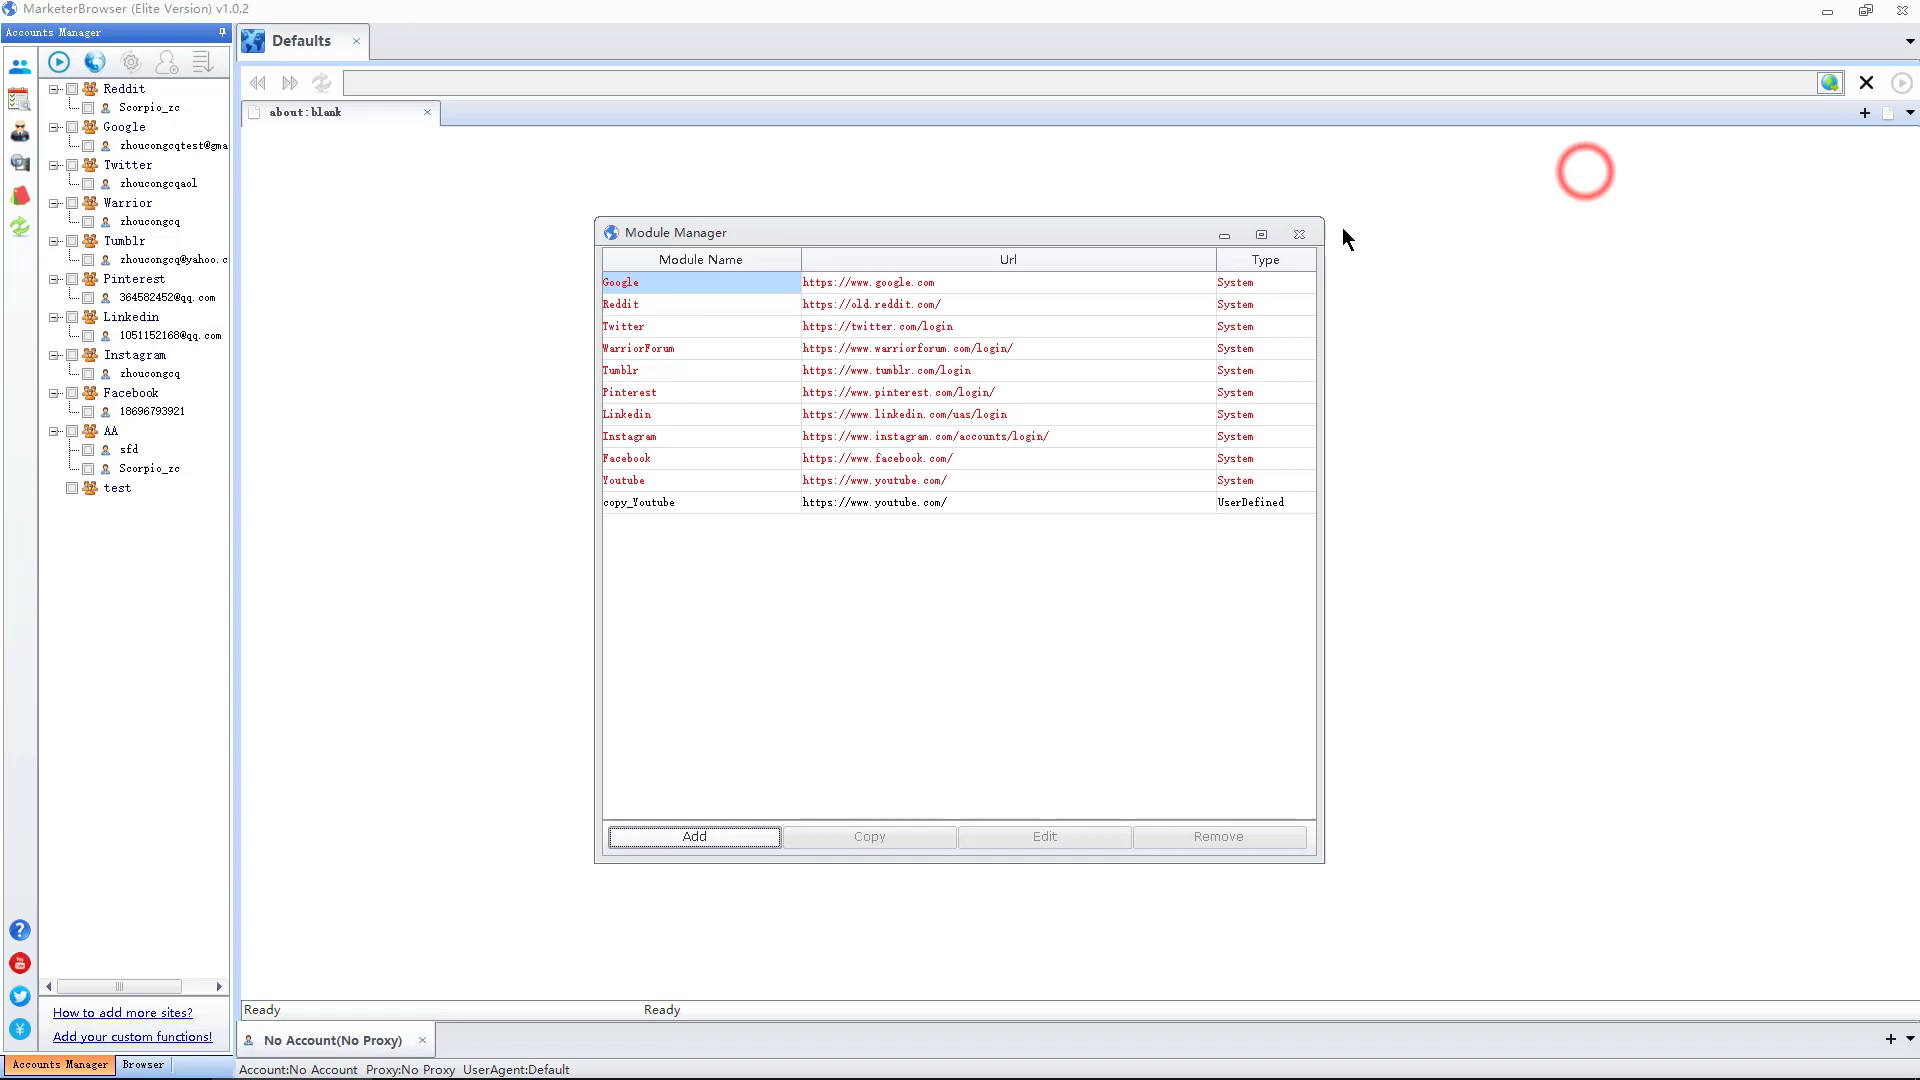 MarketerBrowser (Elite Version) v1.0.2
Accounts Manager
Defaults
about:blank
Reddit
Scorpio_zc
Google
zhoucongcqtest@gma
Twitter
zhoucongcqaol
Warrior
zhoucongcq
Tumblr
zhoucongcq@yahoo.c
Pinterest
364582452@qq.com
Linkedin
1051152168@qq.com
Instagram
zhoucongcq
Facebook
18696793921
AA
sfd
Scorpio_zc
test
Module Manager
Module Name Url Type
Google https://www.google.com System
Reddit https://old.reddit.com/ System
Twitter https://twitter.com/login System
WarriorForum https://www.warriorforum.com/login/ System
Tumblr https://www.tumblr.com/login System
Pinterest https://www.pinterest.com/login/ System
Linkedin https://www.linkedin.com/uas/login System
Instagram https://www.instagram.com/accounts/login/ System
Facebook https://www.facebook.com/ System
Youtube https://www.youtube.com/ System
copy_Youtube https://www.youtube.com/ UserDefined
Add Copy Edit Remove
How to add more sites?
Add your custom functions!
Accounts Manager Browser
Ready Ready
No Account(No Proxy)
Account:No Account Proxy:No Proxy UserAgent:Default